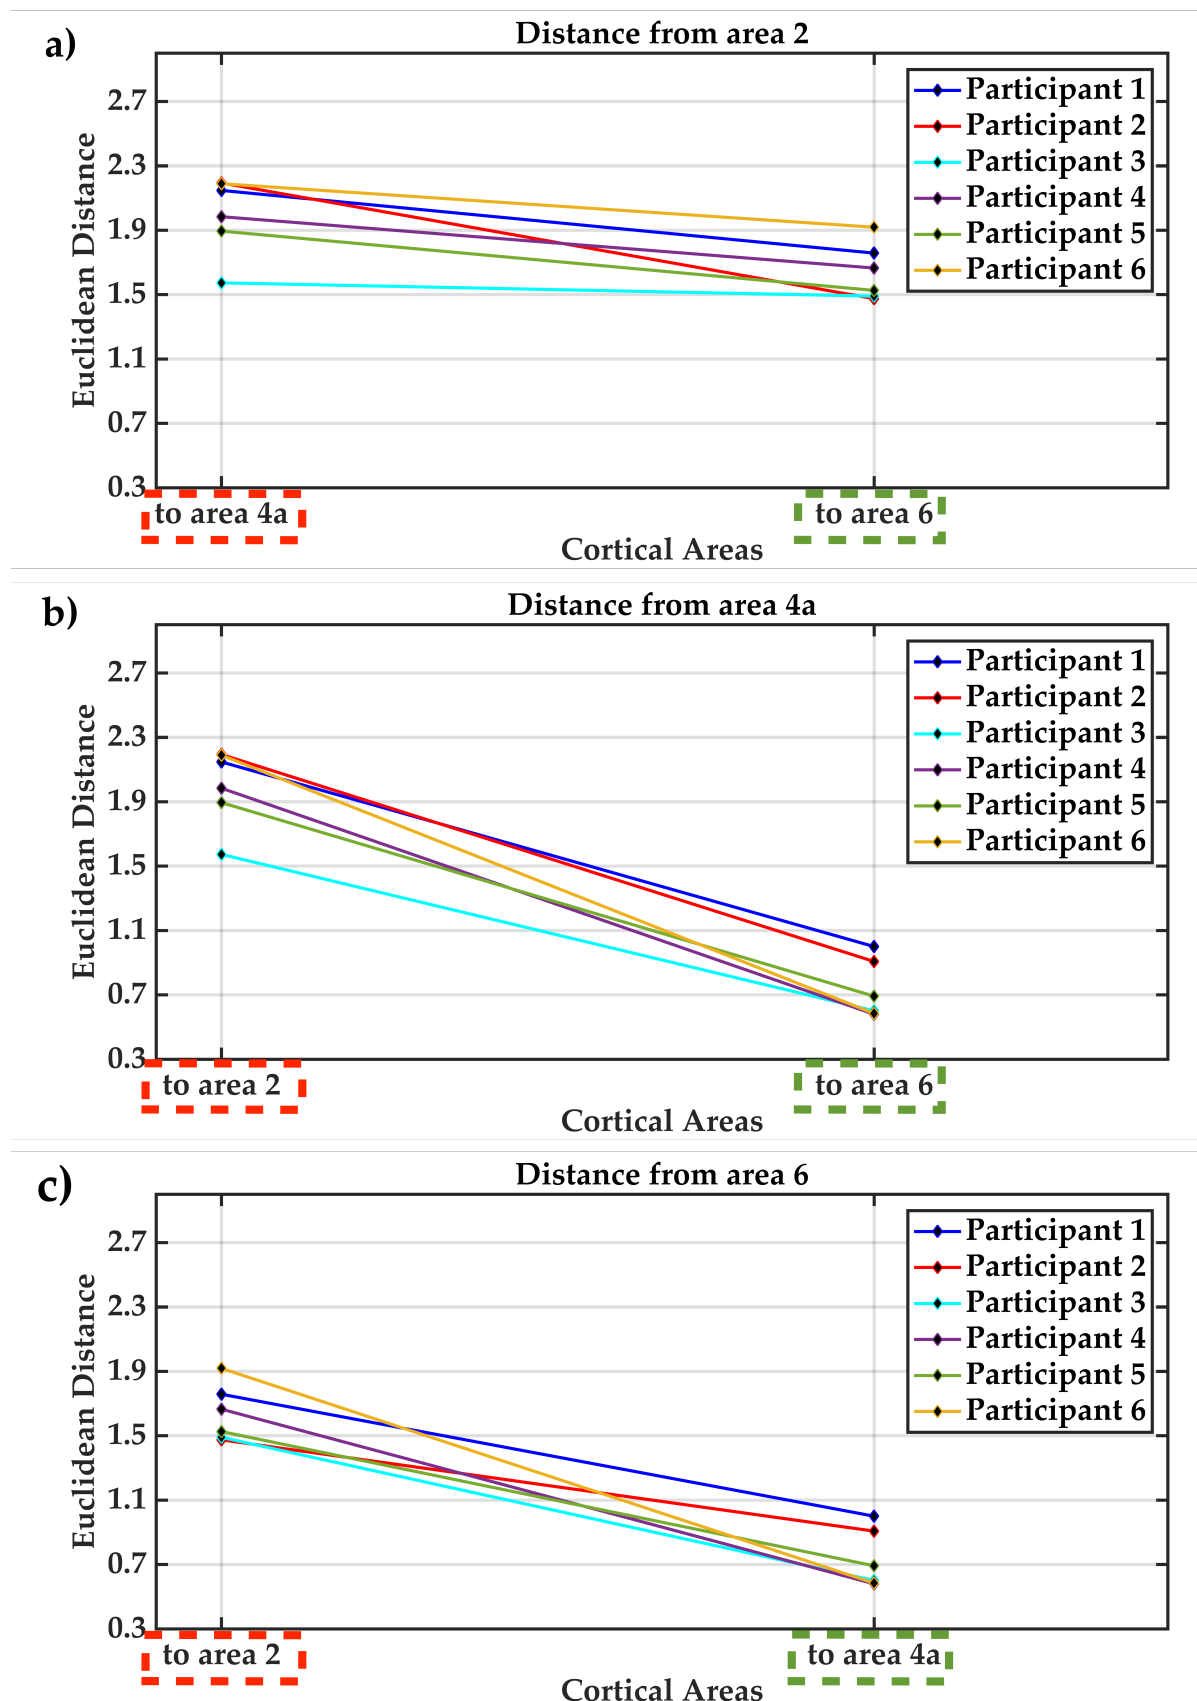 a)
Distance from area 2
Euclidean Distance
2.7
2.3
1.9
1.5
1.1
0.7
0.3
Participant 1
Participant 2
Participant 3
Participant 4
Participant 5
Participant 6
to area 4a
to area 6
Cortical Areas
b)
Distance from area 4a
Euclidean Distance
2.7
2.3
1.9
1.5
1.1
0.7
0.3
Participant 1
Participant 2
Participant 3
Participant 4
Participant 5
Participant 6
to area 2
to area 6
Cortical Areas
c)
Distance from area 6
Euclidean Distance
2.7
2.3
1.9
1.5
1.1
0.7
0.3
Participant 1
Participant 2
Participant 3
Participant 4
Participant 5
Participant 6
to area 2
to area 4a
Cortical Areas